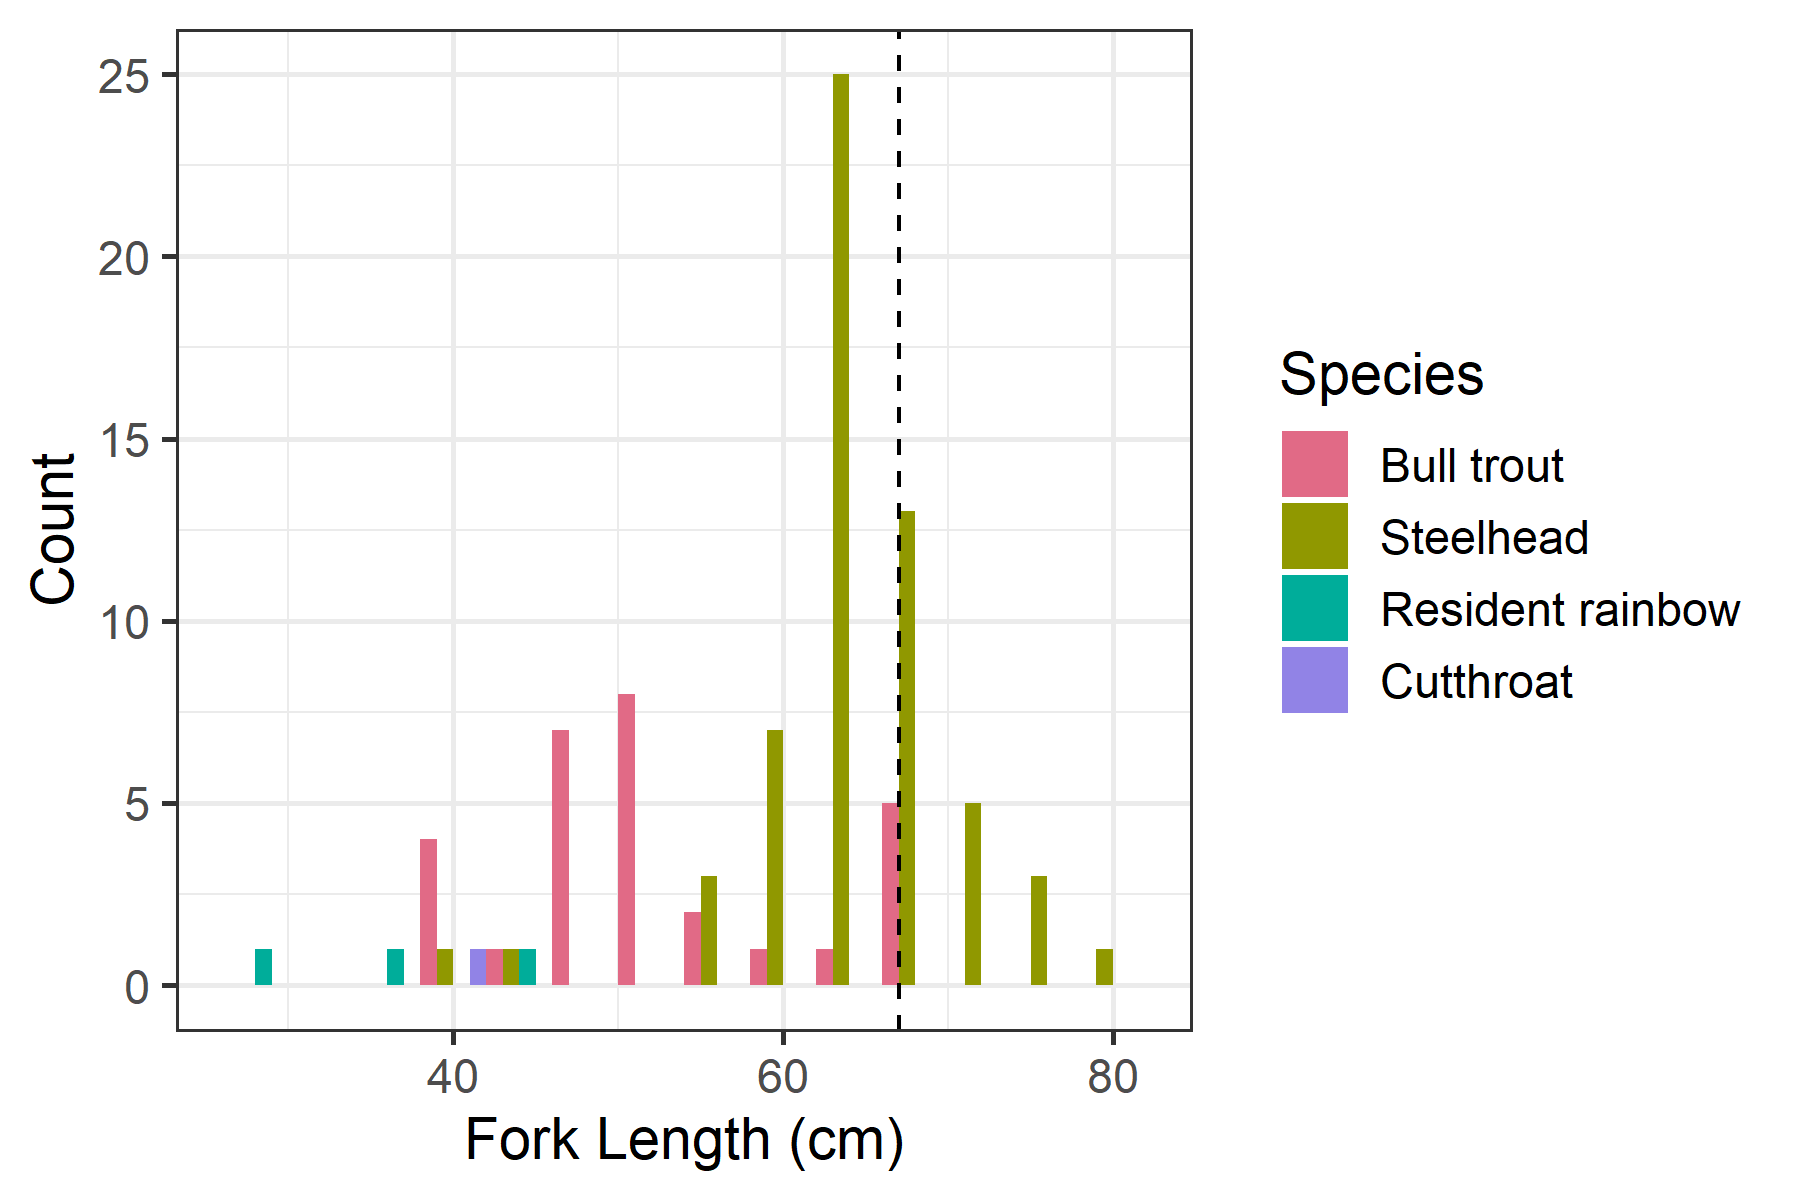 25
20
15
10
5
0
Count
40 60 80
Fork Length (cm)
Species
Bull trout
Steelhead
Resident rainbow
Cutthroat